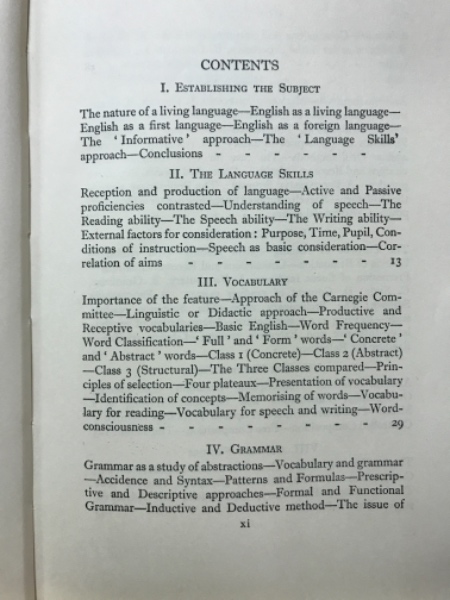 CONTENTS
I. Establishing the Subject
The nature of a living language—English as a living language—
English as a first language—English as a foreign language—
The ' Informative ' approach—The ' Language Skills'
approach—Conclusions - - - - - -
II. The Language Skills
Reception and production of language—Active and Passive
proficiencies contrasted—Understanding of speech—The
Reading ability—The Speech ability—The Writing ability—
External factors for consideration : Purpose, Time, Pupil, Con-
ditions of instruction—Speech as basic consideration—Cor-
relation of aims - - - - - - - 13
III. Vocabulary
Importance of the feature—Approach of the Carnegie Com-
mittee—Linguistic or Didactic approach—Productive and
Receptive vocabularies—Basic English—Word Frequency—
Word Classification—' Full ' and ' Form ' words—' Concrete '
and ' Abstract ' words—Class 1 (Concrete)—Class 2 (Abstract)
—Class 3 (Structural)—The Three Classes compared—Prin-
ciples of selection—Four plateaux—Presentation of vocabulary
—Identification of concepts—Memorising of words—Vocabu-
lary for reading—Vocabulary for speech and writing—Word-
consciousness - - - - - - - - 29
IV. Grammar
Grammar as a study of abstractions—Vocabulary and grammar
—Accidence and Syntax—Patterns and Formulas—Prescrip-
tive and Descriptive approaches—Formal and Functional
Grammar—Inductive and Deductive method—The issue of
xi